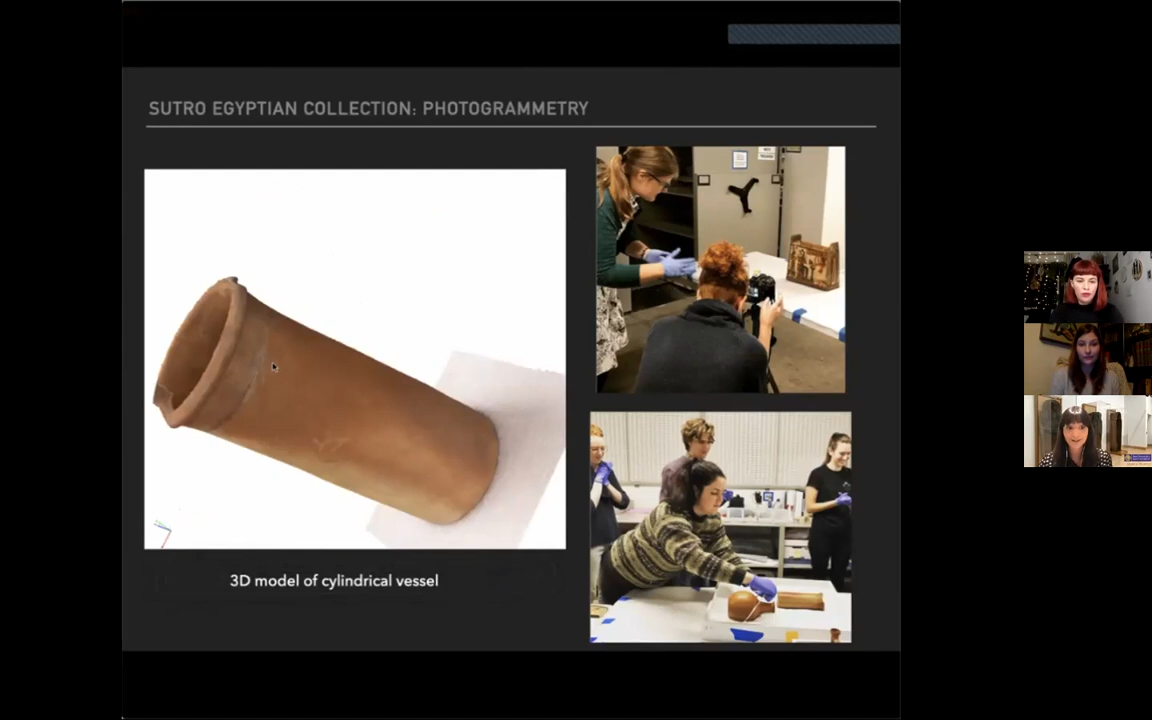 SUTRO EGYPTIAN COLLECTION: PHOTOGRAMMETRY
3D model of cylindrical vessel